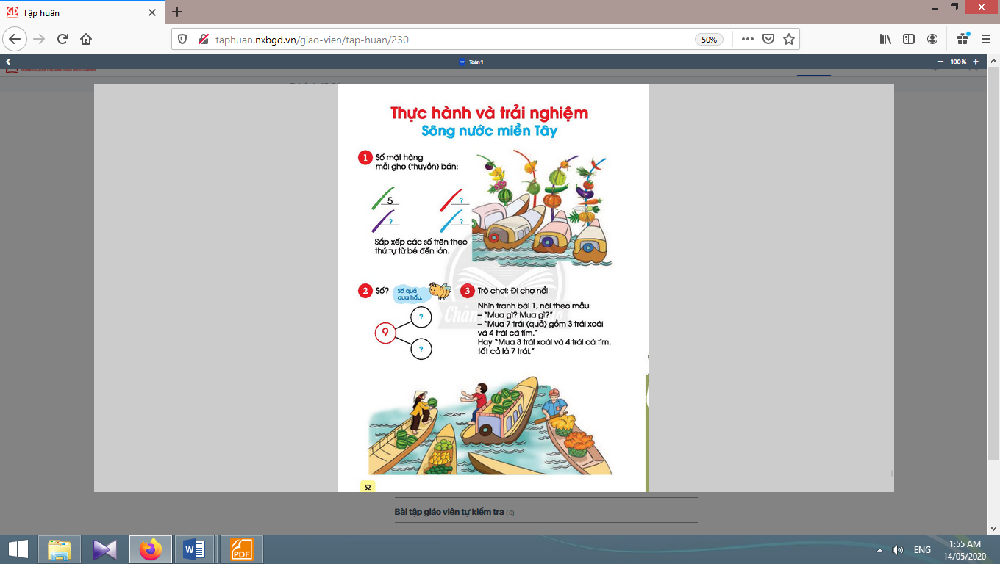 Tập huấn
taphuan.nxbgd.vn/giao-vien/tap-huan/230
50%
PDF
Toán 1
100 %
Thực hành và trải nghiệm
Sông nước miền Tây
1 Số mặt hàng
mỗi ghe (thuyền) bán:
5 ?
? ?
Sắp xếp các số trên theo
thứ tự từ bé đến lớn.
2 Số?
Số quả
dưa hấu.
9
?
?
3 Trò chơi: Đi chợ nổi.
Nhìn tranh bài 1, nói theo mẫu:
– “Mua gì? Mua gì?”
– “Mua 7 trái (quả) gồm 3 trái xoài
và 4 trái cà tím.”
Hay “Mua 3 trái xoài và 4 trái cà tím,
tất cả là 7 trái.”
Chân
52
Bài tập giáo viên tự kiểm tra (0)
PDF
ENG
1:55 AM
14/05/2020